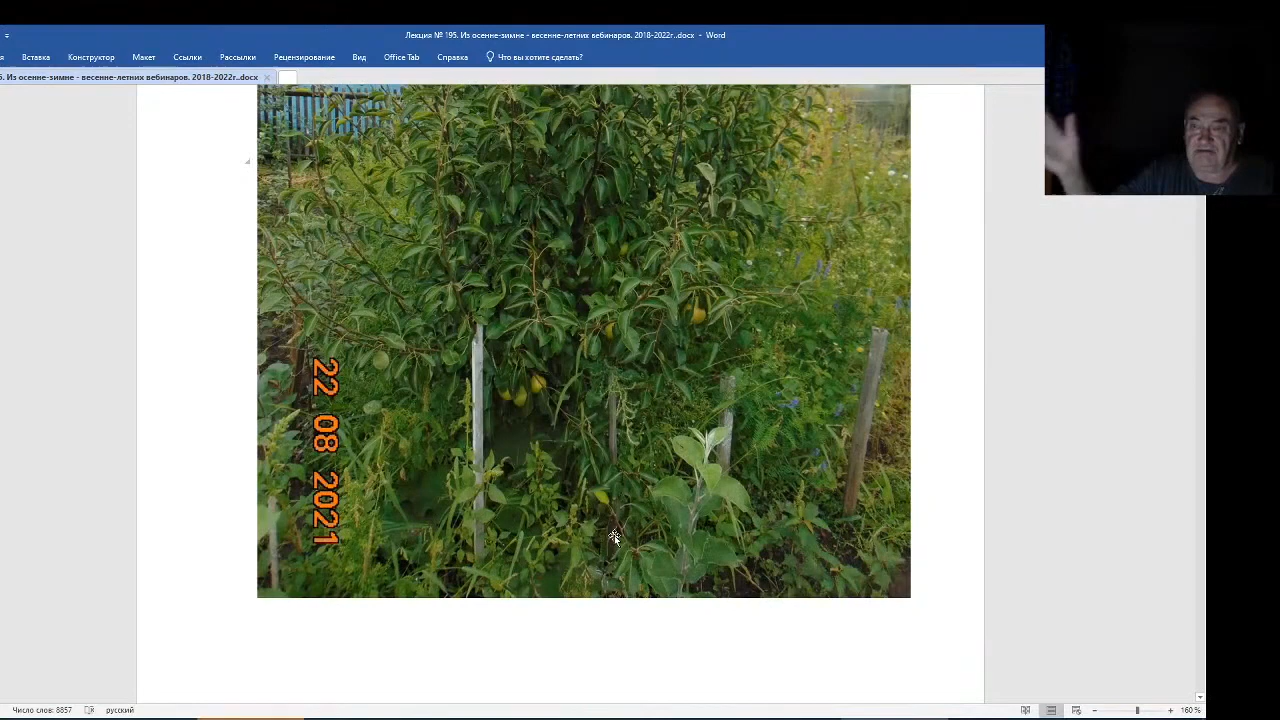 Лекция № 195. Из осенне-зимне - весенне-летних вебинаров. 2018-2022г..docx - Word
Вставка Конструктор Макет Ссылки Рассылки Рецензирование Вид Office Tab Справка Что вы хотите сделать?
. Из осенне-зимне - весенне-летних вебинаров. 2018-2022г..docx
22 08 2021
Число слов: 8857 русский 160 %